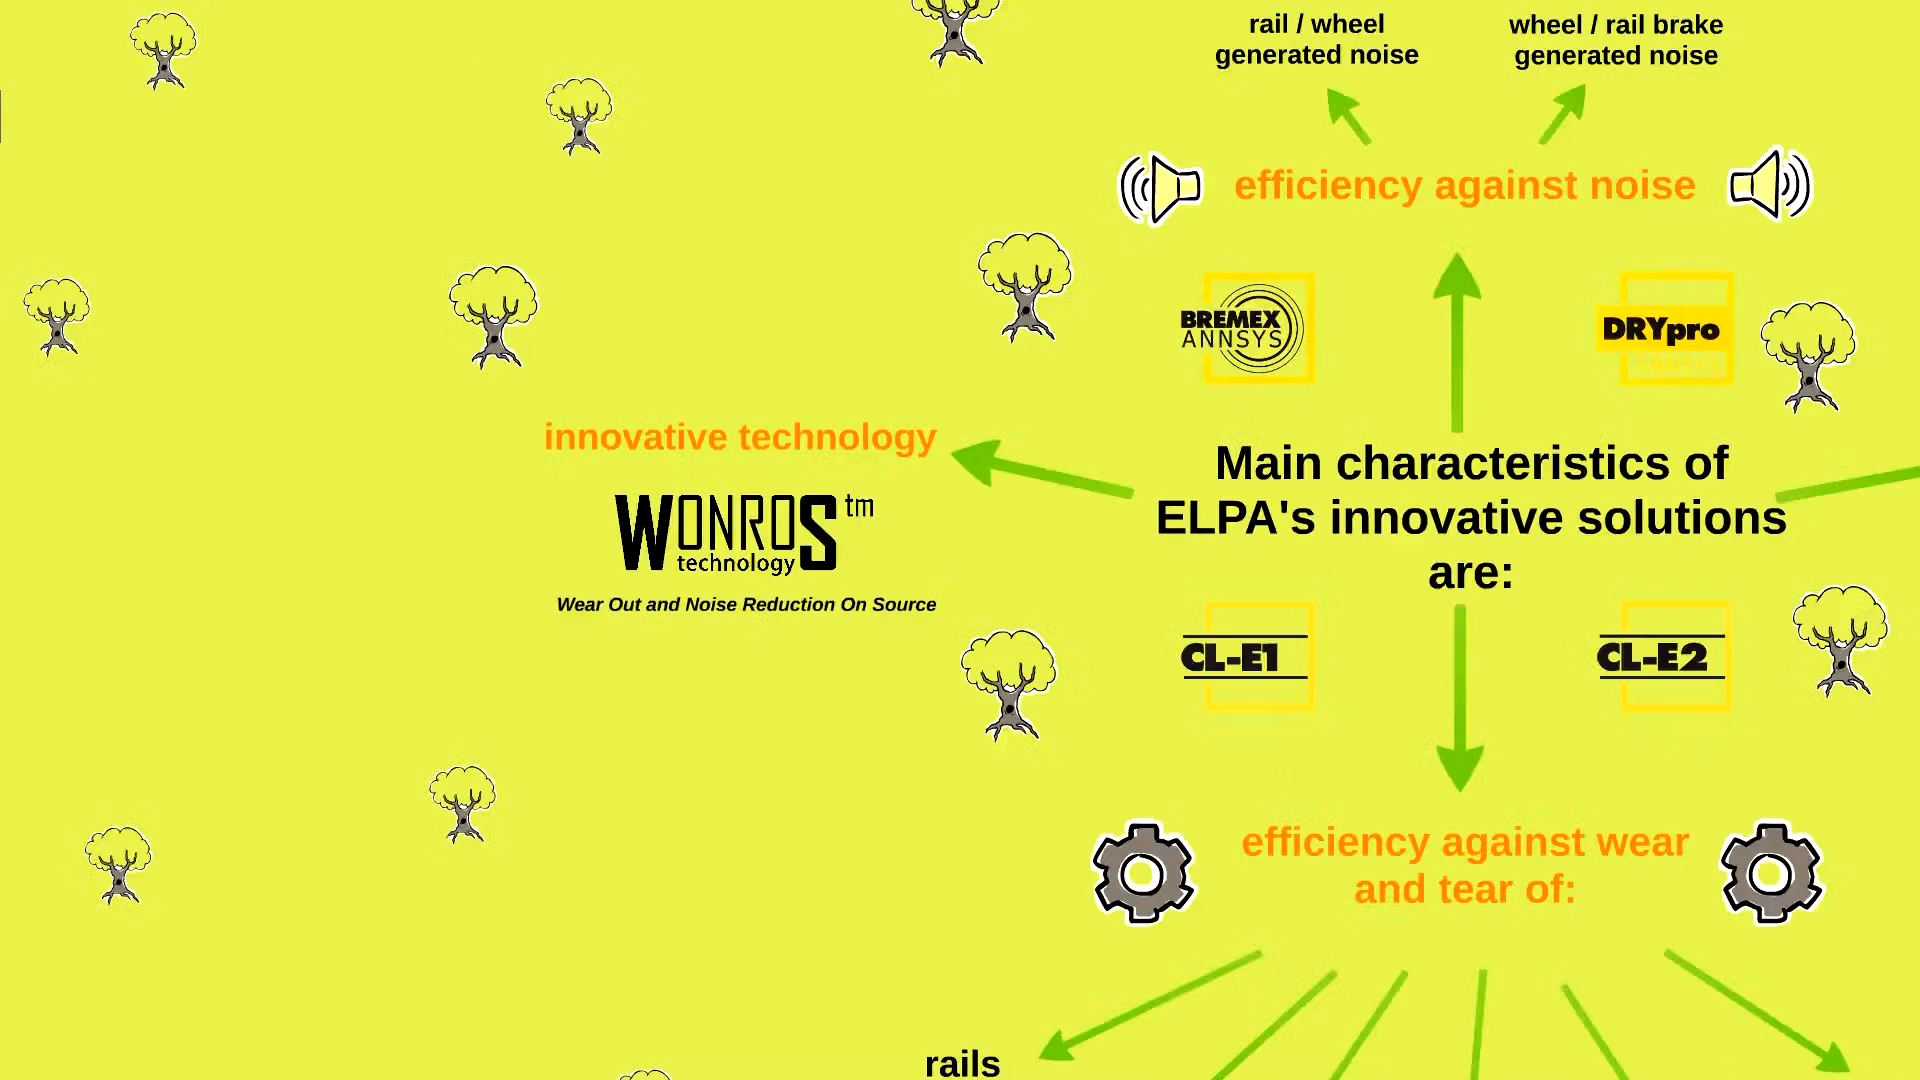 rail / wheel
generated noise
wheel / rail brake
generated noise
efficiency against noise
BREMEX
ANNSYS
DRYpro
innovative technology
WONROS tm
technology
Wear Out and Noise Reduction On Source
Main characteristics of
ELPA's innovative solutions
are:
CL-E1
CL-E2
efficiency against wear
and tear of:
rails